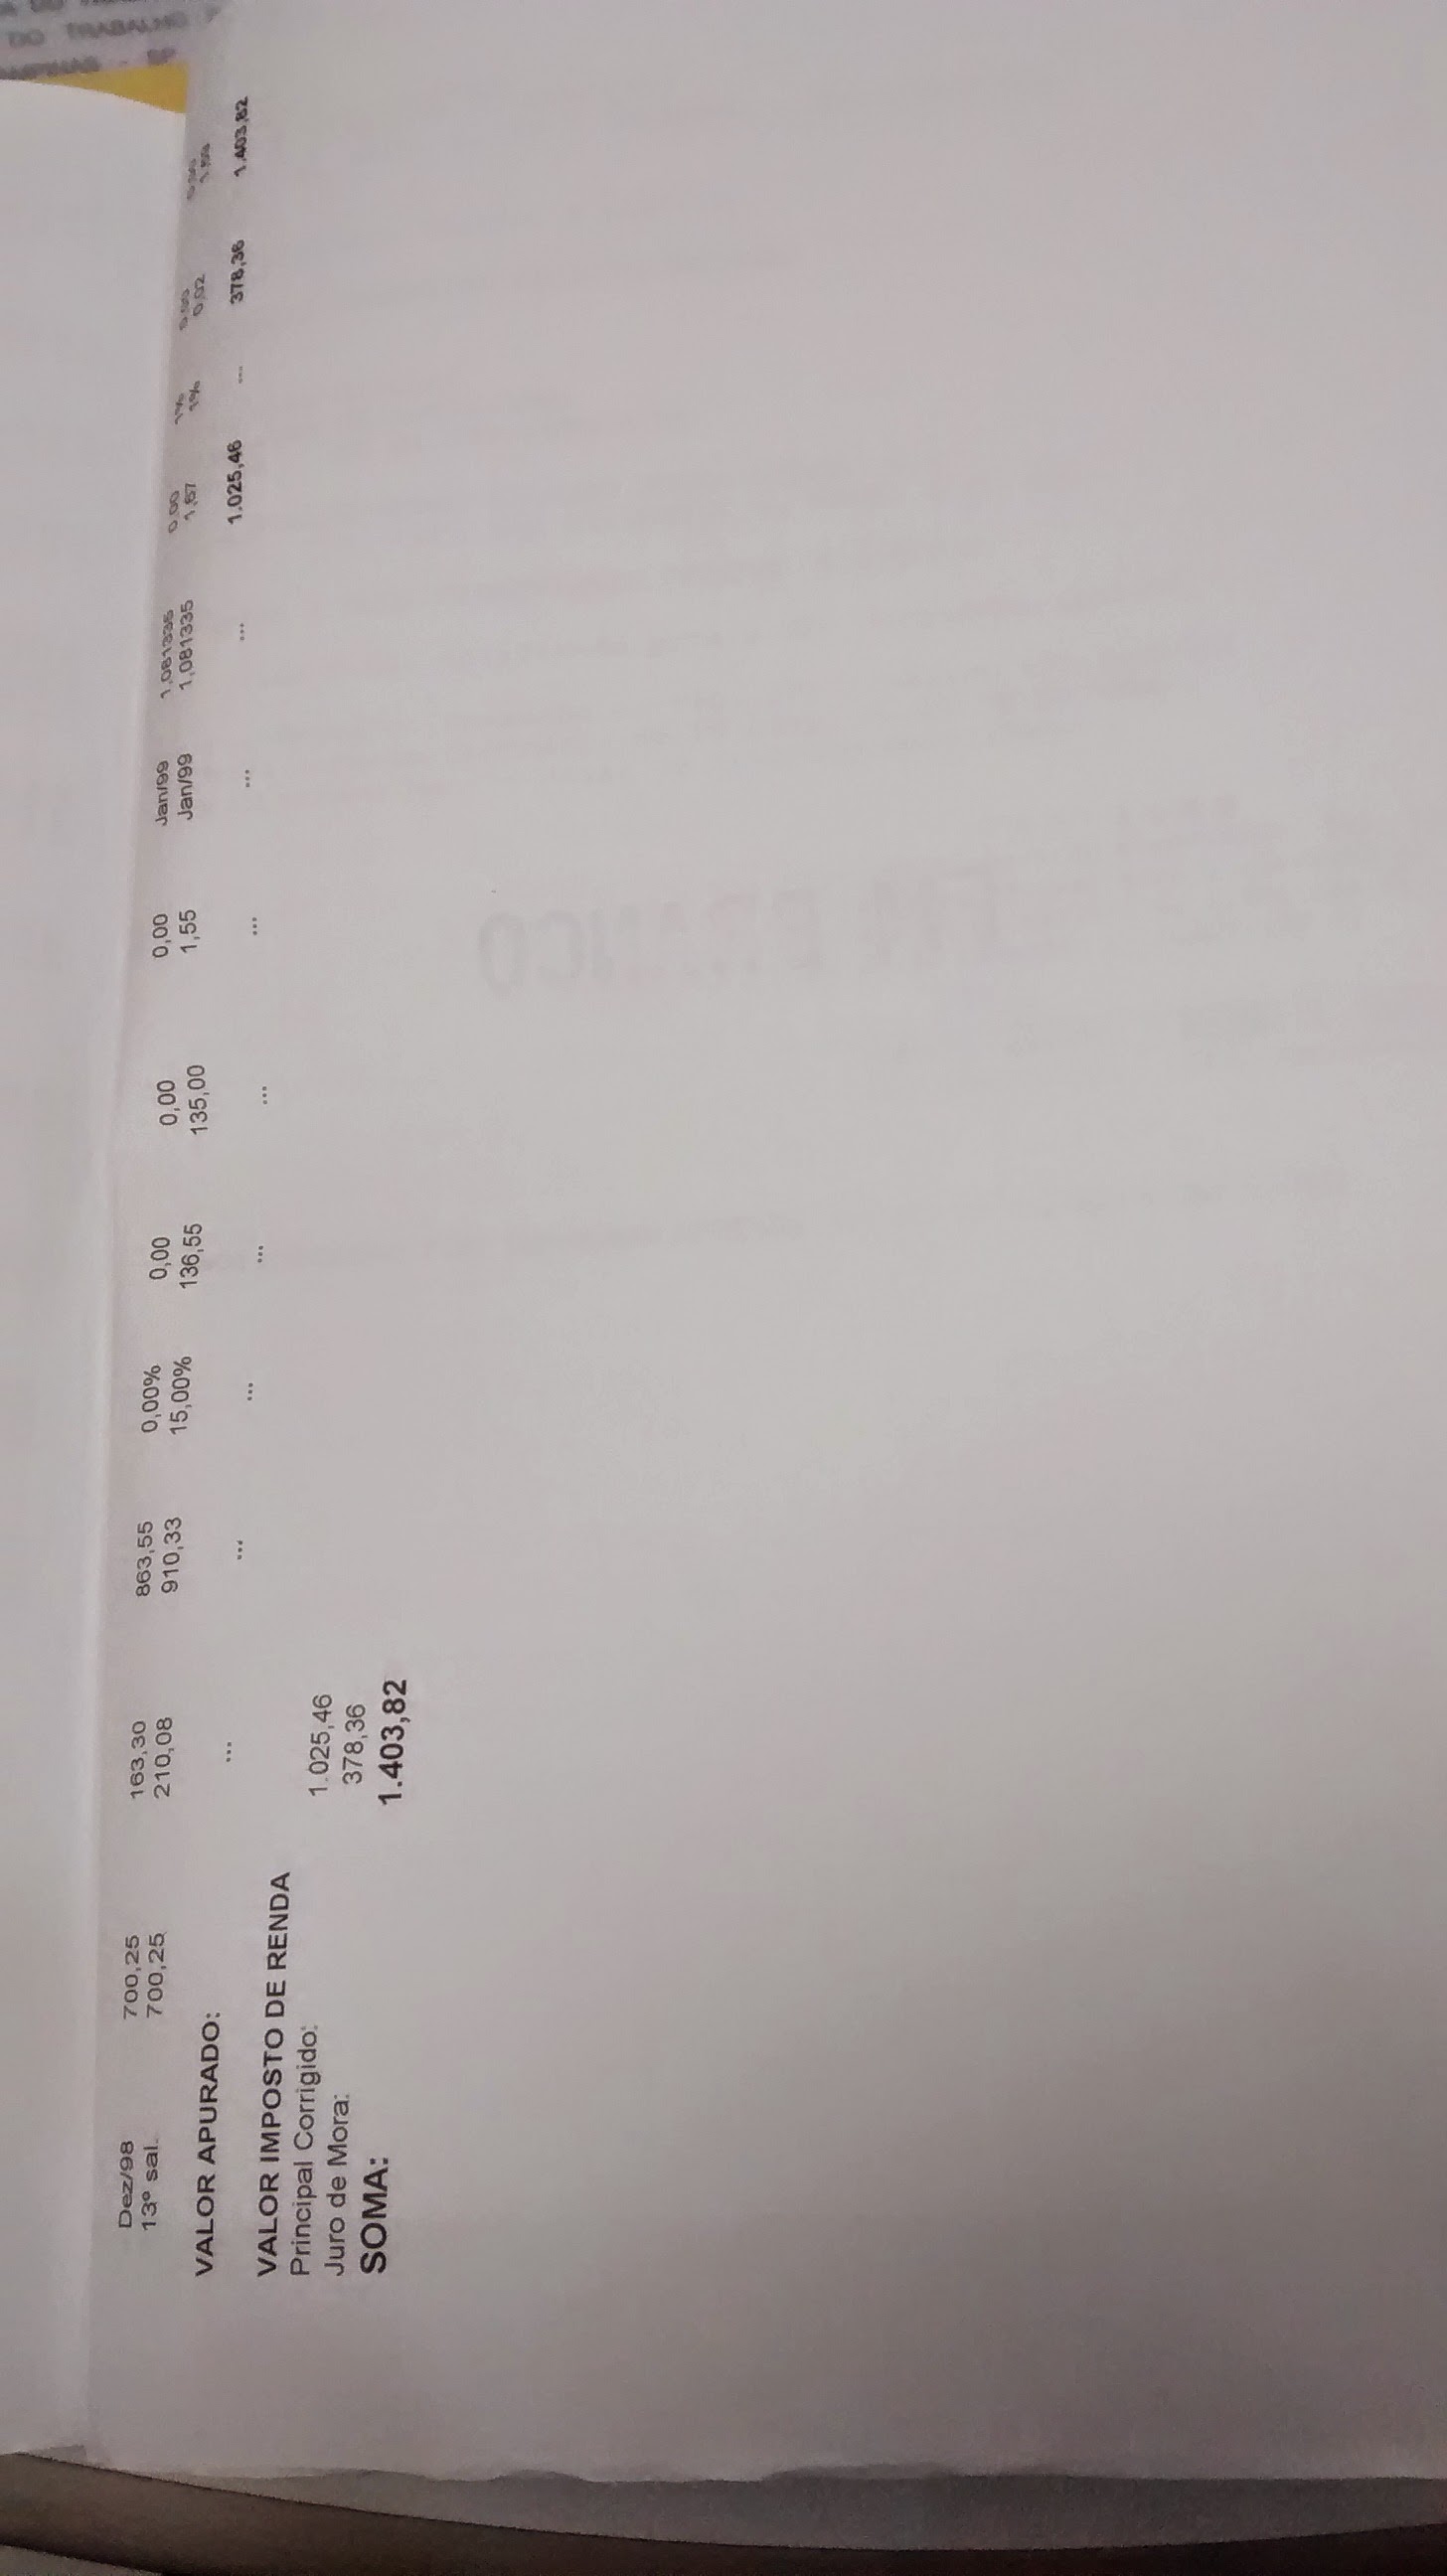 DO TRABALHO
SP
Dez/98 700,25 163,30 863,55 0,00% 0,00 0,00 0,00 Jan/99 1,081335 0,00 1% 0,00 0,00
13º sal. 700,25 210,08 910,33 15,00% 136,55 135,00 1,55 Jan/99 1,081335 1,67 1% 0,02
VALOR APURADO: ... ... ... ... ... ... ... ... 1.025,46 ... 378,36 1.403,82
VALOR IMPOSTO DE RENDA
Principal Corrigido: 1.025,46
Juro de Mora: 378,36
SOMA: 1.403,82
EM BRANCO